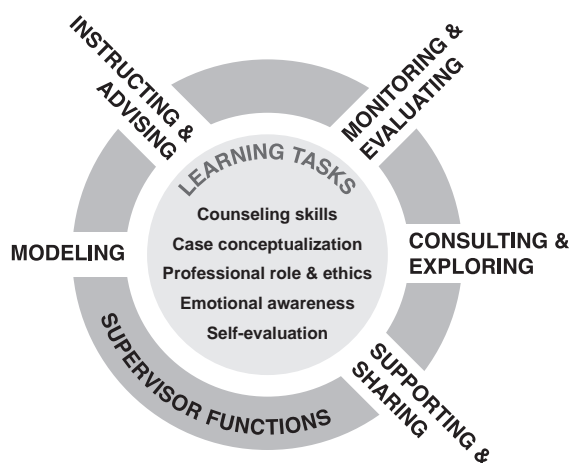 INSTRUCTING &
ADVISING
MONITORING &
EVALUATING
LEARNING TASKS
Counseling skills
Case conceptualization
Professional role & ethics
Emotional awareness
Self-evaluation
MODELING
CONSULTING &
EXPLORING
SUPERVISOR FUNCTIONS
SUPPORTING &
SHARING